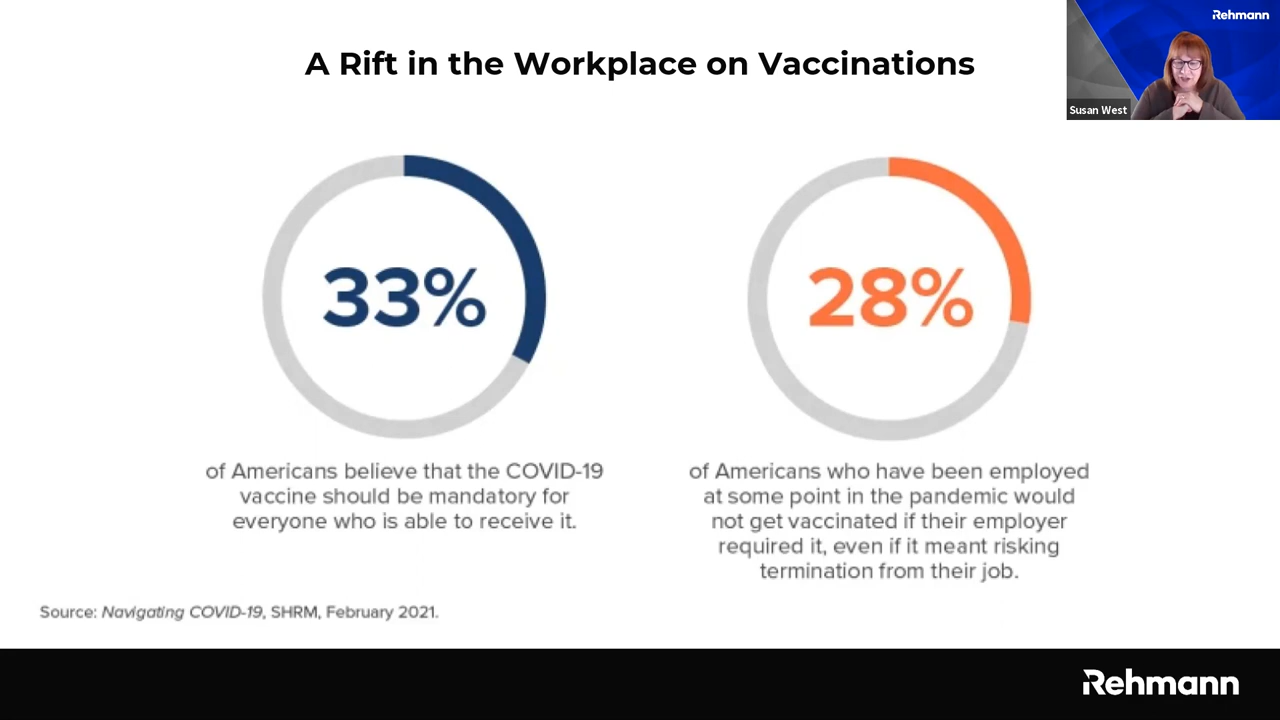 A Rift in the Workplace on Vaccinations
Rehmann
Susan West
33%
of Americans believe that the COVID-19
vaccine should be mandatory for
everyone who is able to receive it.
28%
of Americans who have been employed
at some point in the pandemic would
not get vaccinated if their employer
required it, even if it meant risking
termination from their job.
Source: Navigating COVID-19, SHRM, February 2021.
Rehmann